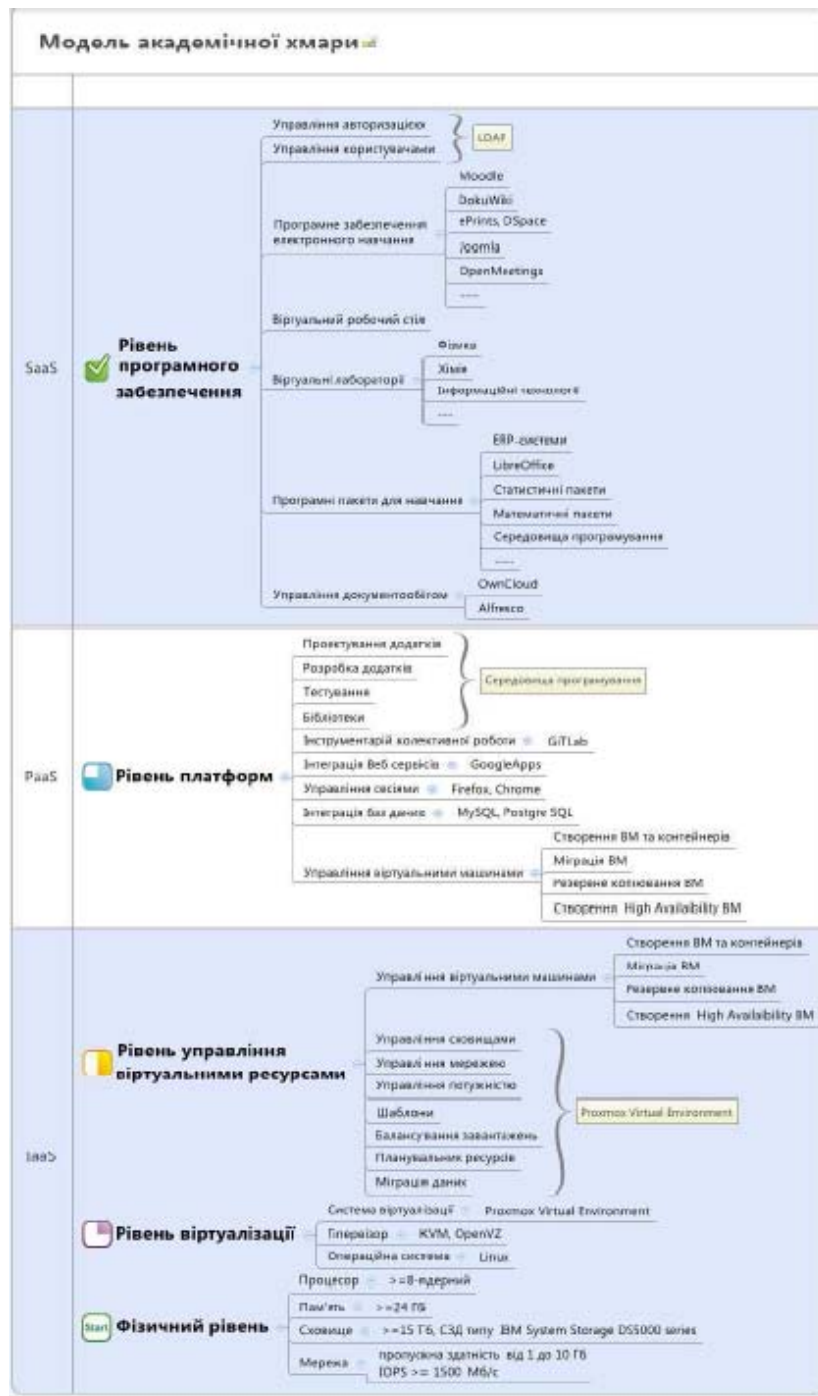 Модель академічної хмари
SaaS
Рівень
програмного
забезпечення
Управління авторизацією
Управління користувачами
LDAP
Програмне забезпечення
електронного навчання
Moodle
DokuWiki
ePrints, DSpace
Joomla
OpenMeetings
.....
Віртуальний робочий стіл
Віртуальні лабораторії
Фізика
Хімія
Інформаційні технології
.....
Програмні пакети для навчання
ERP-системи
LibreOffice
Статистичні пакети
Математичні пакети
Середовища програмування
.....
Управління документообігом
OwnCloud
Alfresco
PaaS
Рівень платформ
Проектування додатків
Розробка додатків
Тестування
Бібліотеки
Середовища програмування
Інструментарій колективної роботи GiTLab
Інтеграція Веб сервісів GoogleApps
Управління сесіями Firefox, Chrome
Інтеграція баз даних MySQL, Postgre SQL
Управління віртуальними машинами
Створення ВМ та контейнерів
Міграція ВМ
Резервне копіювання ВМ
Створення High Availaibility ВМ
IaaS
Рівень управління
віртуальними ресурсами
Управління віртуальними машинами
Створення ВМ та контейнерів
Міграція ВМ
Резервне копіювання ВМ
Створення High Availaibility ВМ
Управління сховищами
Управління мережею
Управління потужністю
Шаблони
Балансування завантажень
Планувальник ресурсів
Міграція даних
Proxmox Virtual Environment
Рівень віртуалізації
Система віртуалізації Proxmox Virtual Environment
Гіпервізор KVM, OpenVZ
Операційна система Linux
Start Фізичний рівень
Процесор >=8-ядерний
Пам'ять >=24 Гб
Сховище >=15 Тб, СЗД типу IBM System Storage DS5000 series
Мережа
пропускна здатність від 1 до 10 Гб
IOPS >= 1500 Мб/с